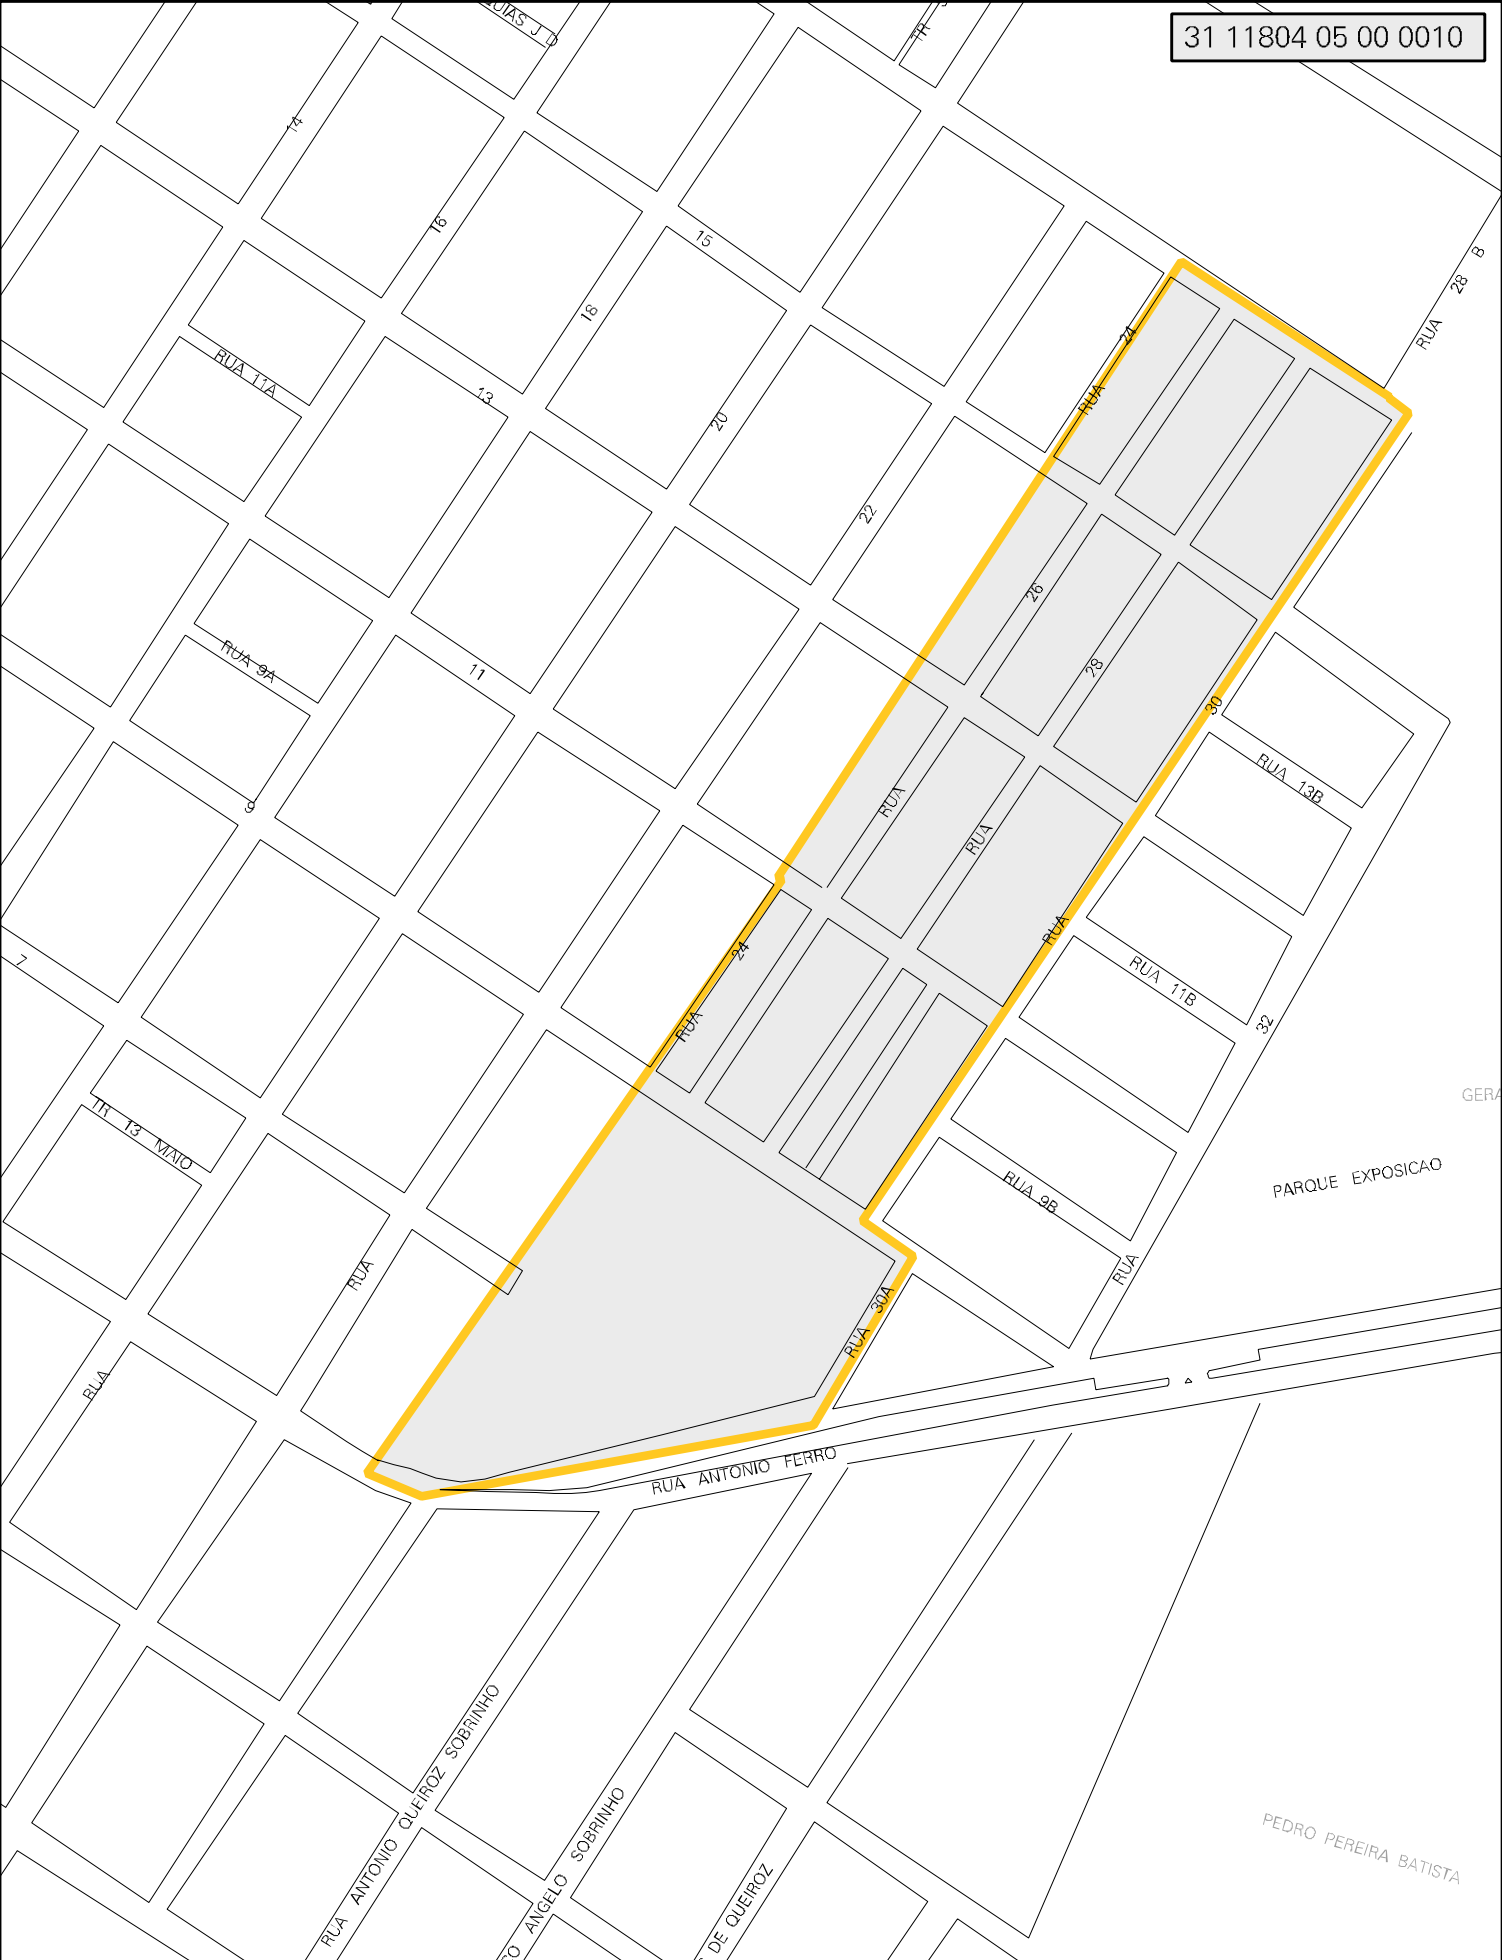 31 11804 05 00 0010
TR
14
16
15
18
RUA 28 B
RUA 24
RUA 11A
13
20
22
26
RUA 9A
11
28
30
RUA 13B
9
RUA
RUA
7
RUA 24
RUA
RUA 11B
32
GERA
TR 13 MAIO
PARQUE EXPOSICAO
RUA 9B
RUA
RUA
RUA 30A
RUA
RUA ANTONIO FERRO
RUA ANTONIO QUEIROZ SOBRINHO
ANGELO SOBRINHO
DE QUEIROZ
PEDRO PEREIRA BATISTA